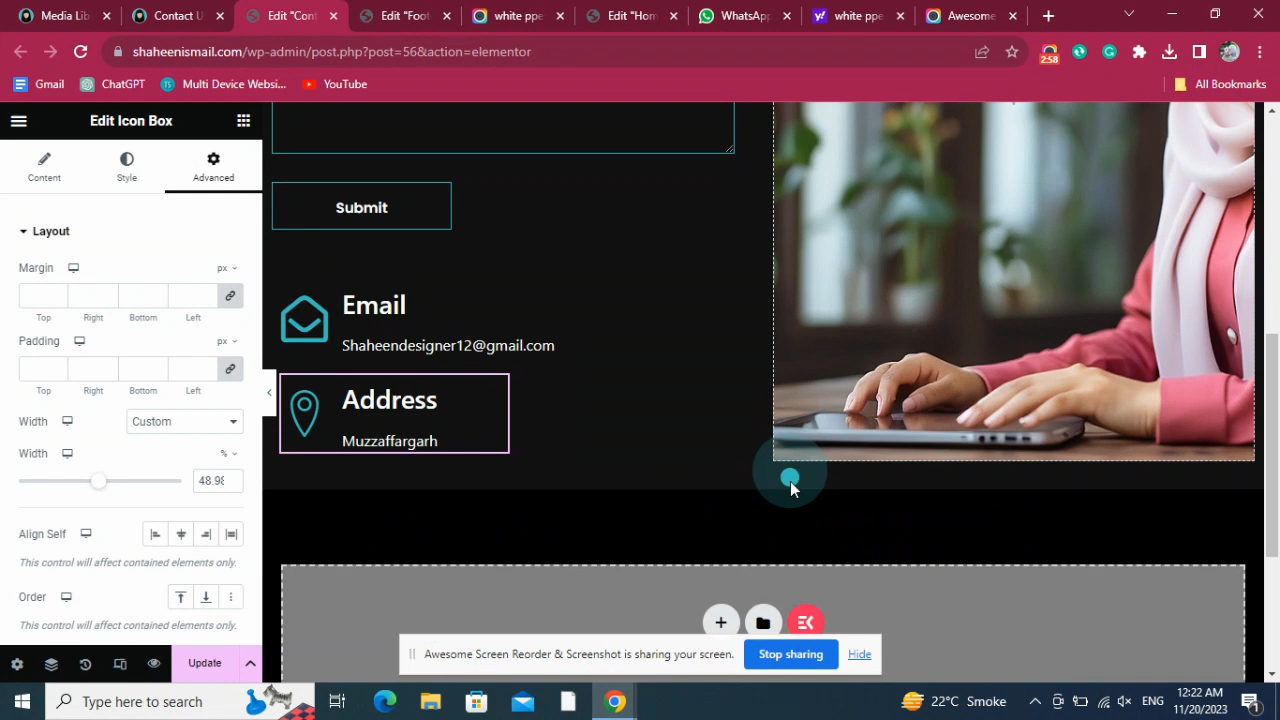 Media Lib
Contact U
Edit "Cont
Edit "Foot
white ppe
Edit "Hom
WhatsApp
white ppe
Awesome
shaheenismail.com/wp-admin/post.php?post=56&action=elementor
2:58
Gmail
ChatGPT
Multi Device Websi...
YouTube
All Bookmarks
Edit Icon Box
Content
Style
Advanced
Layout
Margin
px
Top
Right
Bottom
Left
Padding
px
Top
Right
Bottom
Left
Width
Custom
Width
%
48.98
Align Self
This control will affect contained elements only.
Order
This control will affect contained elements only.
Update
Submit
Email
Shaheendesigner12@gmail.com
Address
Muzzaffargarh
Awesome Screen Reorder & Screenshot is sharing your screen.
Stop sharing
Hide
Type here to search
22°C Smoke
ENG
12:22 AM
11/20/2023
1